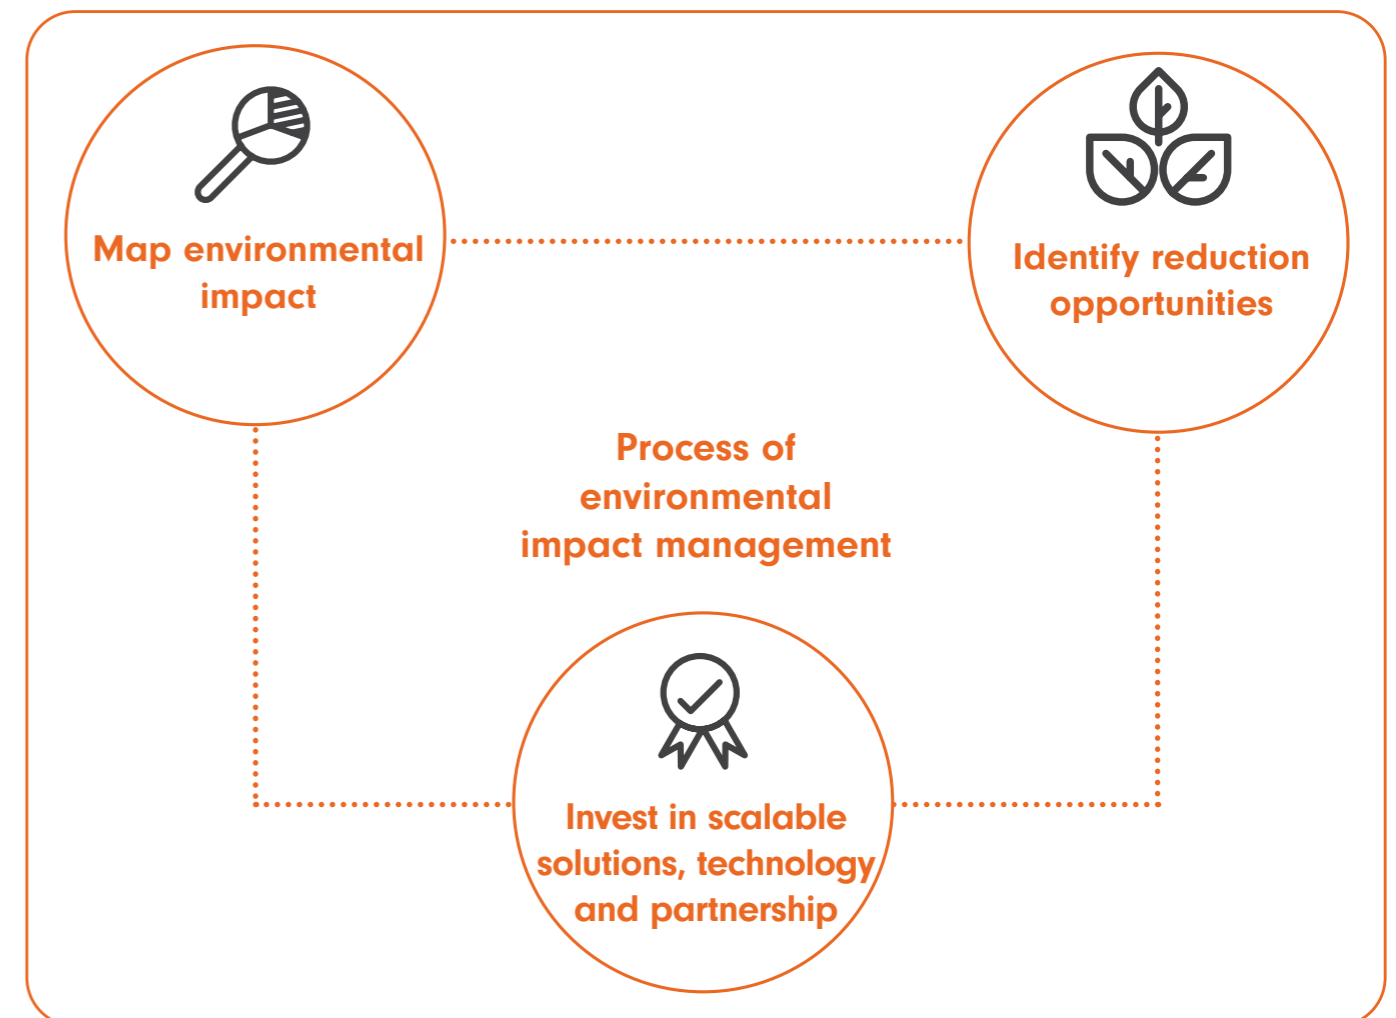 Map environmental
impact
Identify reduction
opportunities
Process of
environmental
impact management
Invest in scalable
solutions, technology
and partnership